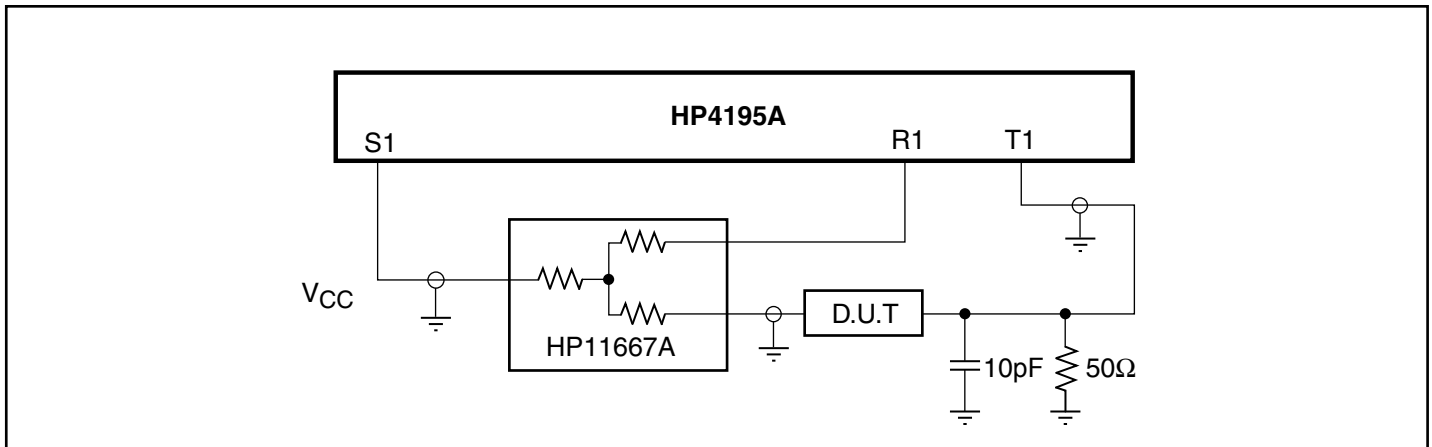 HP4195A
S1
R1
T1
VCC
HP11667A
D.U.T
10pF
50Ω